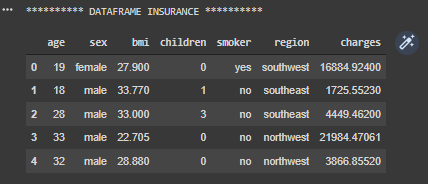 ********** DATAFRAME INSURANCE **********
age sex bmi children smoker region charges
0 19 female 27.900 0 yes southwest 16884.92400
1 18 male 33.770 1 no southeast 1725.55230
2 28 male 33.000 3 no southeast 4449.46200
3 33 male 22.705 0 no northwest 21984.47061
4 32 male 28.880 0 no northwest 3866.85520